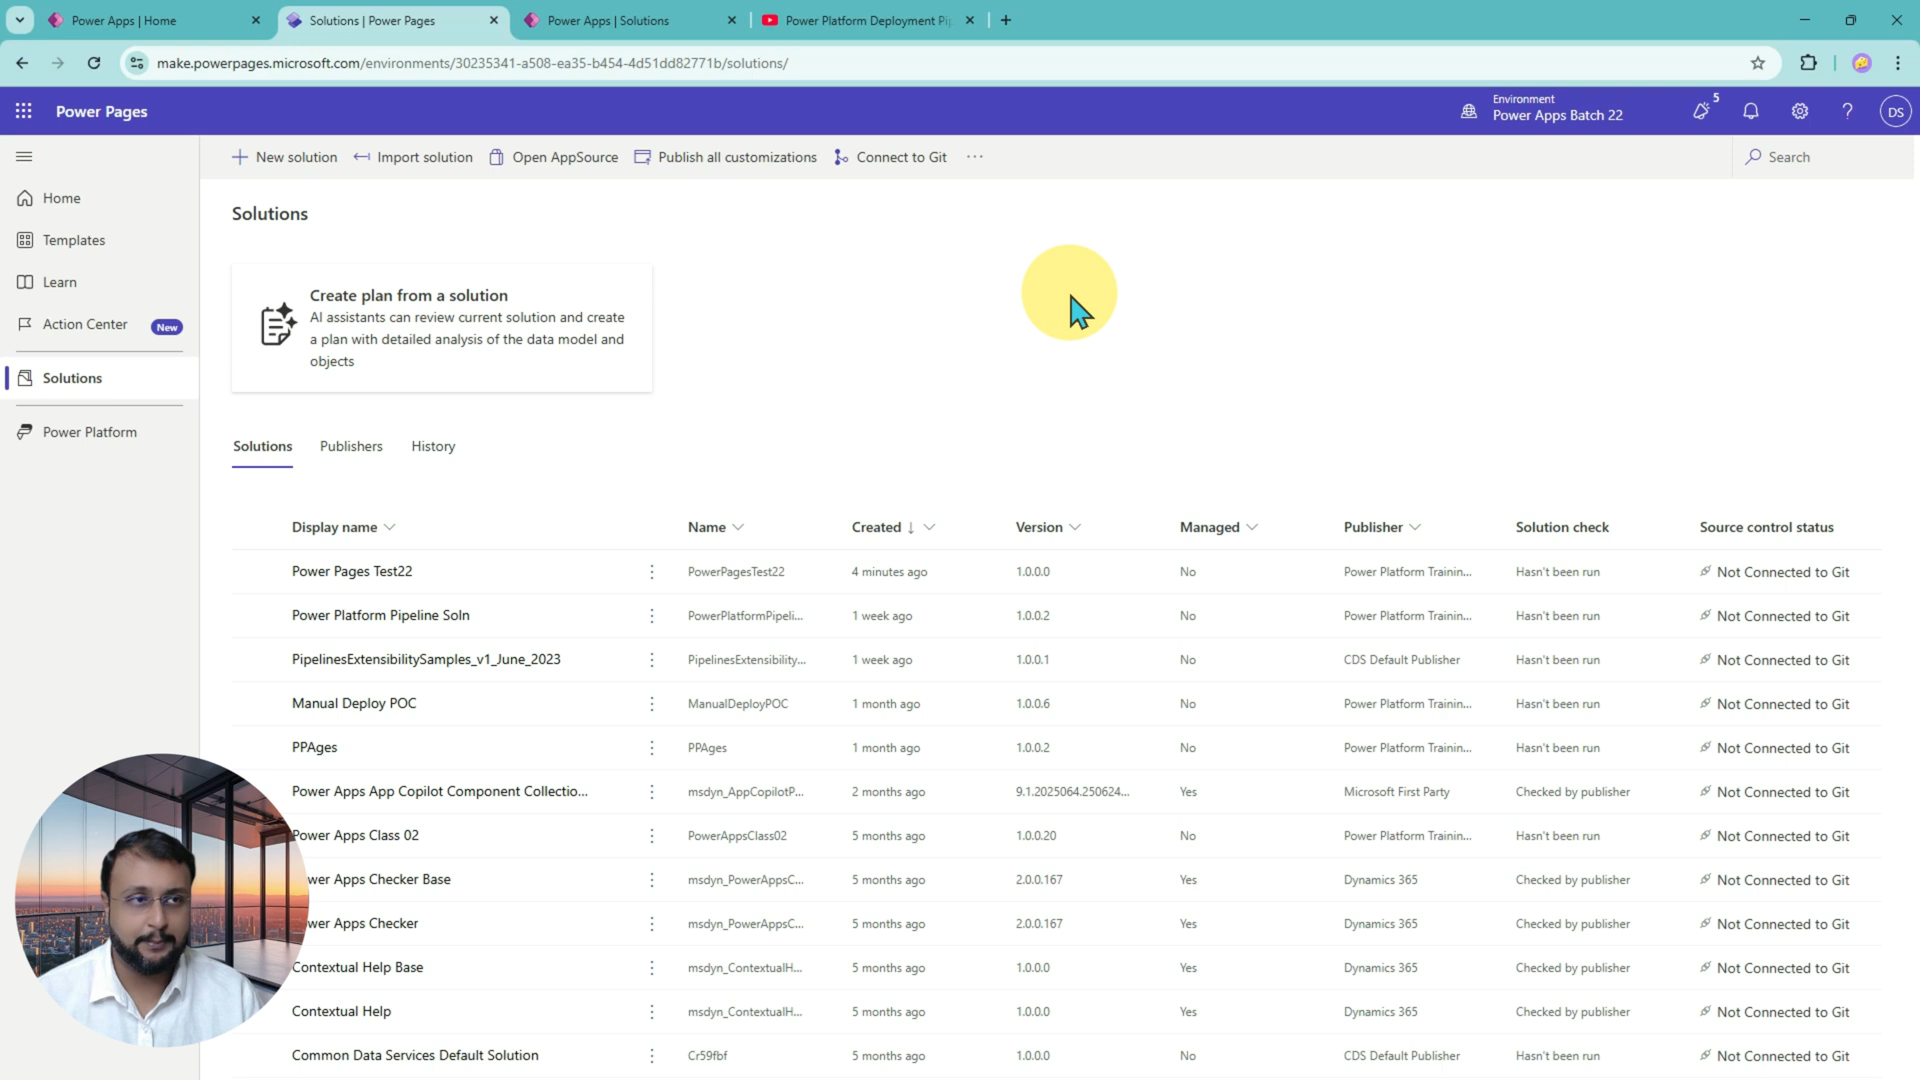 Power Apps | Home
Solutions | Power Pages
Power Apps | Solutions
Power Platform Deployment Pi
make.powerpages.microsoft.com/environments/30235341-a508-ea35-b454-4d51dd82771b/solutions/
Power Pages
Environment
Power Apps Batch 22
5
DS
New solution
Import solution
Open AppSource
Publish all customizations
Connect to Git
Search
Home
Templates
Learn
Action Center New
Solutions
Power Platform
Solutions
Create plan from a solution
AI assistants can review current solution and create
a plan with detailed analysis of the data model and
objects
Solutions Publishers History
Display name Name Created Version Managed Publisher Solution check Source control status
Power Pages Test22 PowerPagesTest22 4 minutes ago 1.0.0.0 No Power Platform Trainin... Hasn't been run Not Connected to Git
Power Platform Pipeline Soln PowerPlatformPipeli... 1 week ago 1.0.0.2 No Power Platform Trainin... Hasn't been run Not Connected to Git
PipelinesExtensibilitySamples_v1_June_2023 PipelinesExtensibility... 1 week ago 1.0.0.1 No CDS Default Publisher Hasn't been run Not Connected to Git
Manual Deploy POC ManualDeployPOC 1 month ago 1.0.0.6 No Power Platform Trainin... Hasn't been run Not Connected to Git
PPAges PPAges 1 month ago 1.0.0.2 No Power Platform Trainin... Hasn't been run Not Connected to Git
Power Apps App Copilot Component Collectio... msdyn_AppCopilotP... 2 months ago 9.1.2025064.250624... Yes Microsoft First Party Checked by publisher Not Connected to Git
Power Apps Class 02 PowerAppsClass02 5 months ago 1.0.0.20 No Power Platform Trainin... Hasn't been run Not Connected to Git
wer Apps Checker Base msdyn_PowerAppsC... 5 months ago 2.0.0.167 Yes Dynamics 365 Checked by publisher Not Connected to Git
wer Apps Checker msdyn_PowerAppsC... 5 months ago 2.0.0.167 Yes Dynamics 365 Checked by publisher Not Connected to Git
Contextual Help Base msdyn_ContextualH... 5 months ago 1.0.0.0 Yes Dynamics 365 Checked by publisher Not Connected to Git
Contextual Help msdyn_ContextualH... 5 months ago 1.0.0.0 Yes Dynamics 365 Checked by publisher Not Connected to Git
Common Data Services Default Solution Cr59fbf 5 months ago 1.0.0.0 No CDS Default Publisher Hasn't been run Not Connected to Git